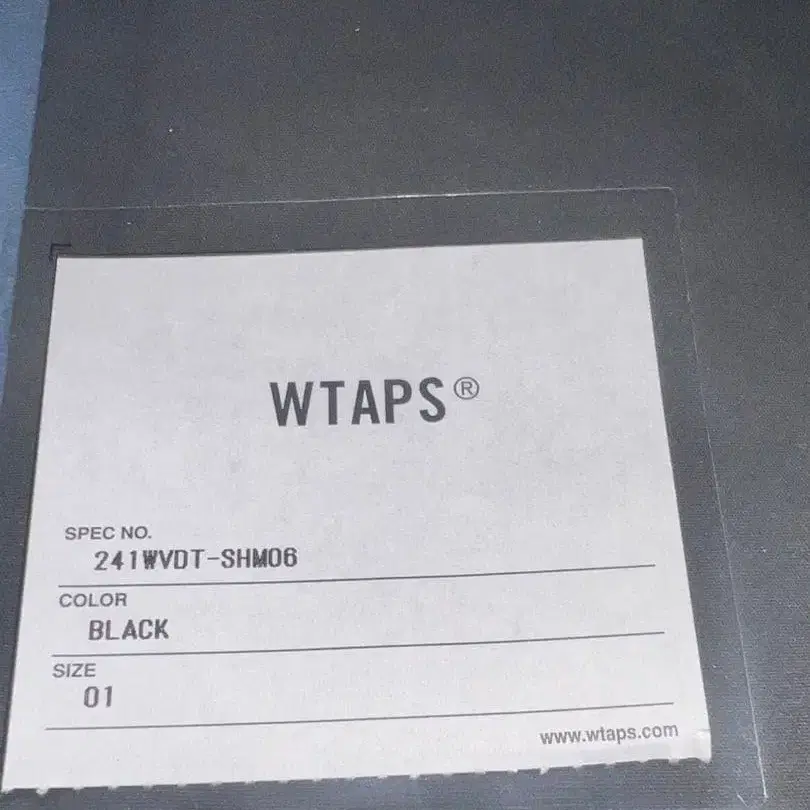 WTAPS®
SPEC NO.
241WVDT-SHM06
COLOR
BLACK
SIZE
01
www.wtaps.com